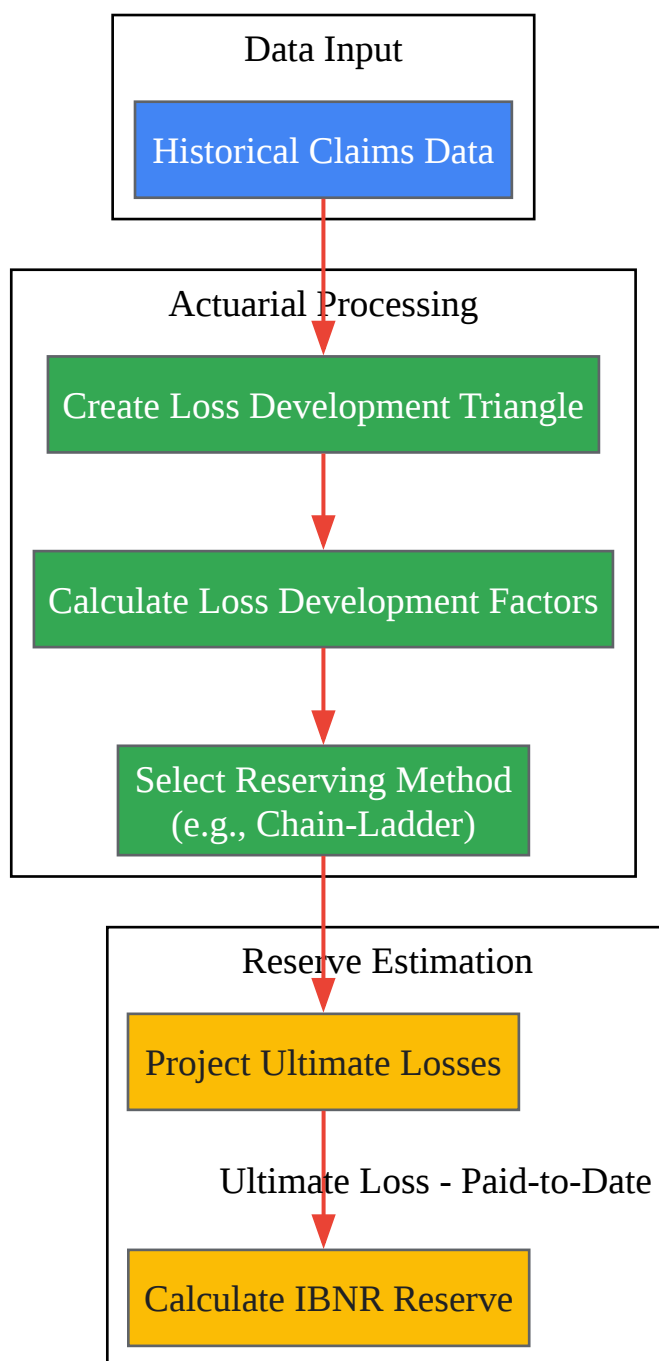 Data Input
Historical Claims Data
Actuarial Processing
Create Loss Development Triangle
Calculate Loss Development Factors
Select Reserving Method
(e.g., Chain-Ladder)
Reserve Estimation
Project Ultimate Losses
Ultimate Loss - Paid-to-Date
Calculate IBNR Reserve